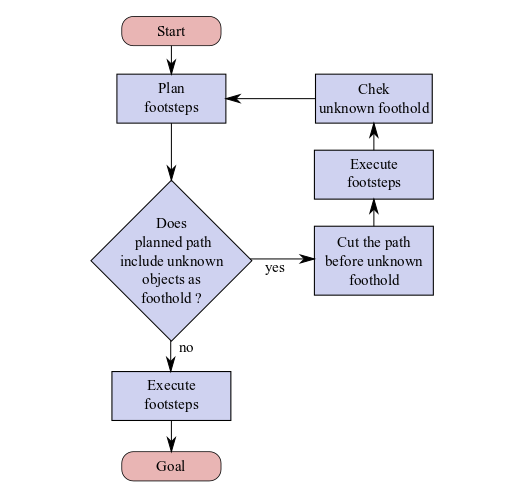 Start
Plan
footsteps
Chek
unknown foothold
Execute
footsteps
Does
planned path
include unknown
objects as
foothold ?
yes
Cut the path
before unknown
foothold
no
Execute
footsteps
Goal